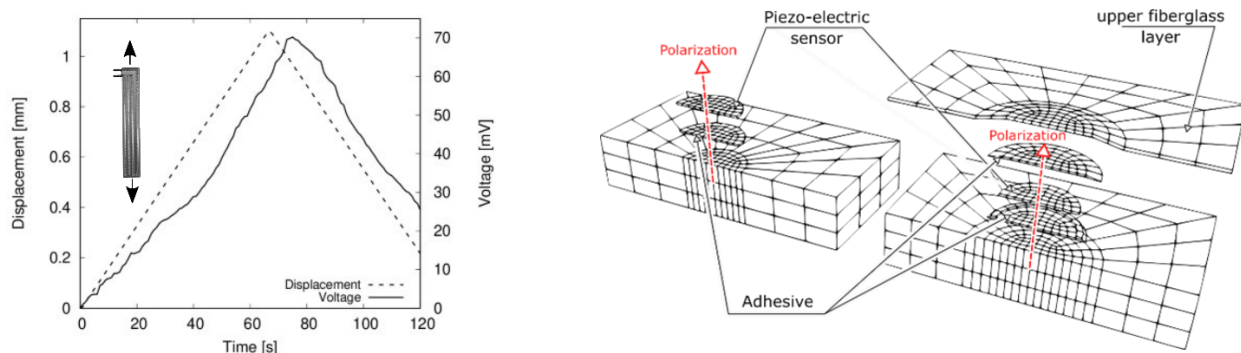 Displacement [mm]
1
0.8
0.6
0.4
0.2
0
70
60
50
40
30
20
10
0
Voltage [mV]
Displacement
Voltage
0 20 40 60 80 100 120
Time [s]
Piezo-electric
sensor
upper fiberglass
layer
Polarization
Polarization
Adhesive